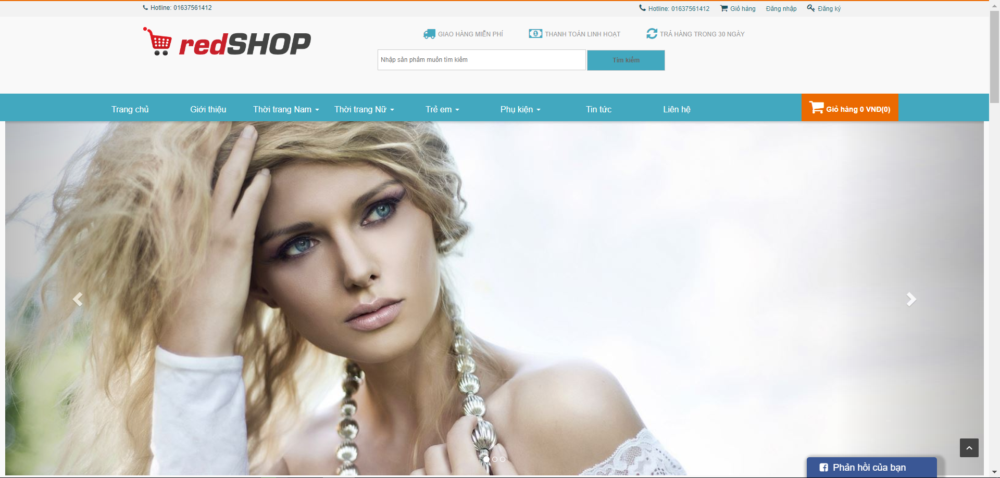 Hotline: 01637561412
Hotline: 01637561412 Giỏ hàng Đăng nhập Đăng ký
redSHOP
GIAO HÀNG MIỄN PHÍ THANH TOÁN LINH HOẠT TRẢ HÀNG TRONG 30 NGÀY
Nhập sản phẩm muốn tìm kiếm Tìm kiếm
Trang chủ Giới thiệu Thời trang Nam Thời trang Nữ Trẻ em Phụ kiện Tin tức Liên hệ Giỏ hàng 0 VNĐ(0)
Phản hồi của bạn